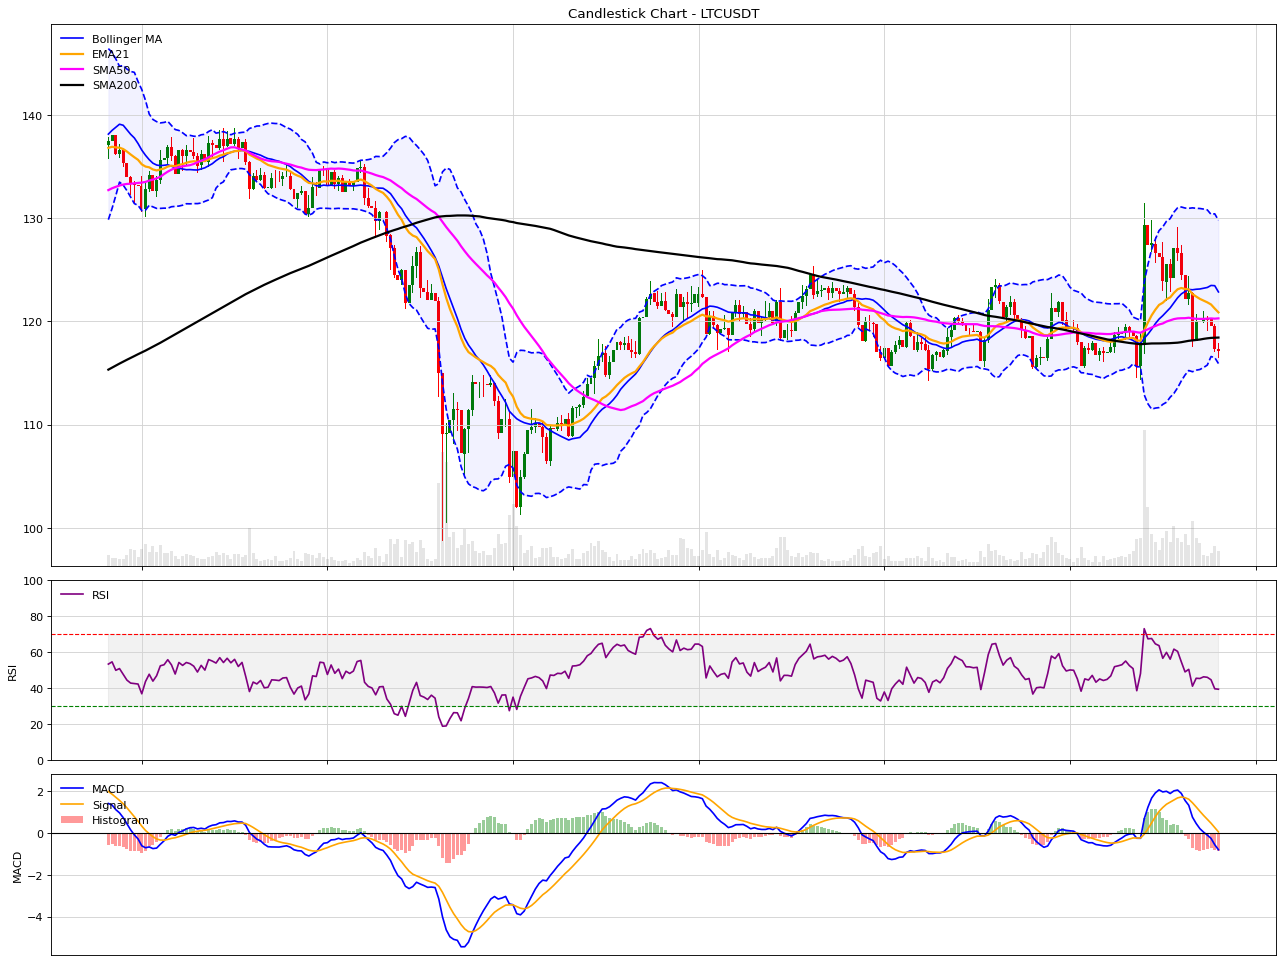 Candlestick Chart - LTCUSDT
Bollinger MA
EMA21
SMA50
SMA200
140
130
120
110
100
RSI
100
80
60
40
20
0
RSI
MACD
Signal
Histogram
2
0
−2
−4
MACD